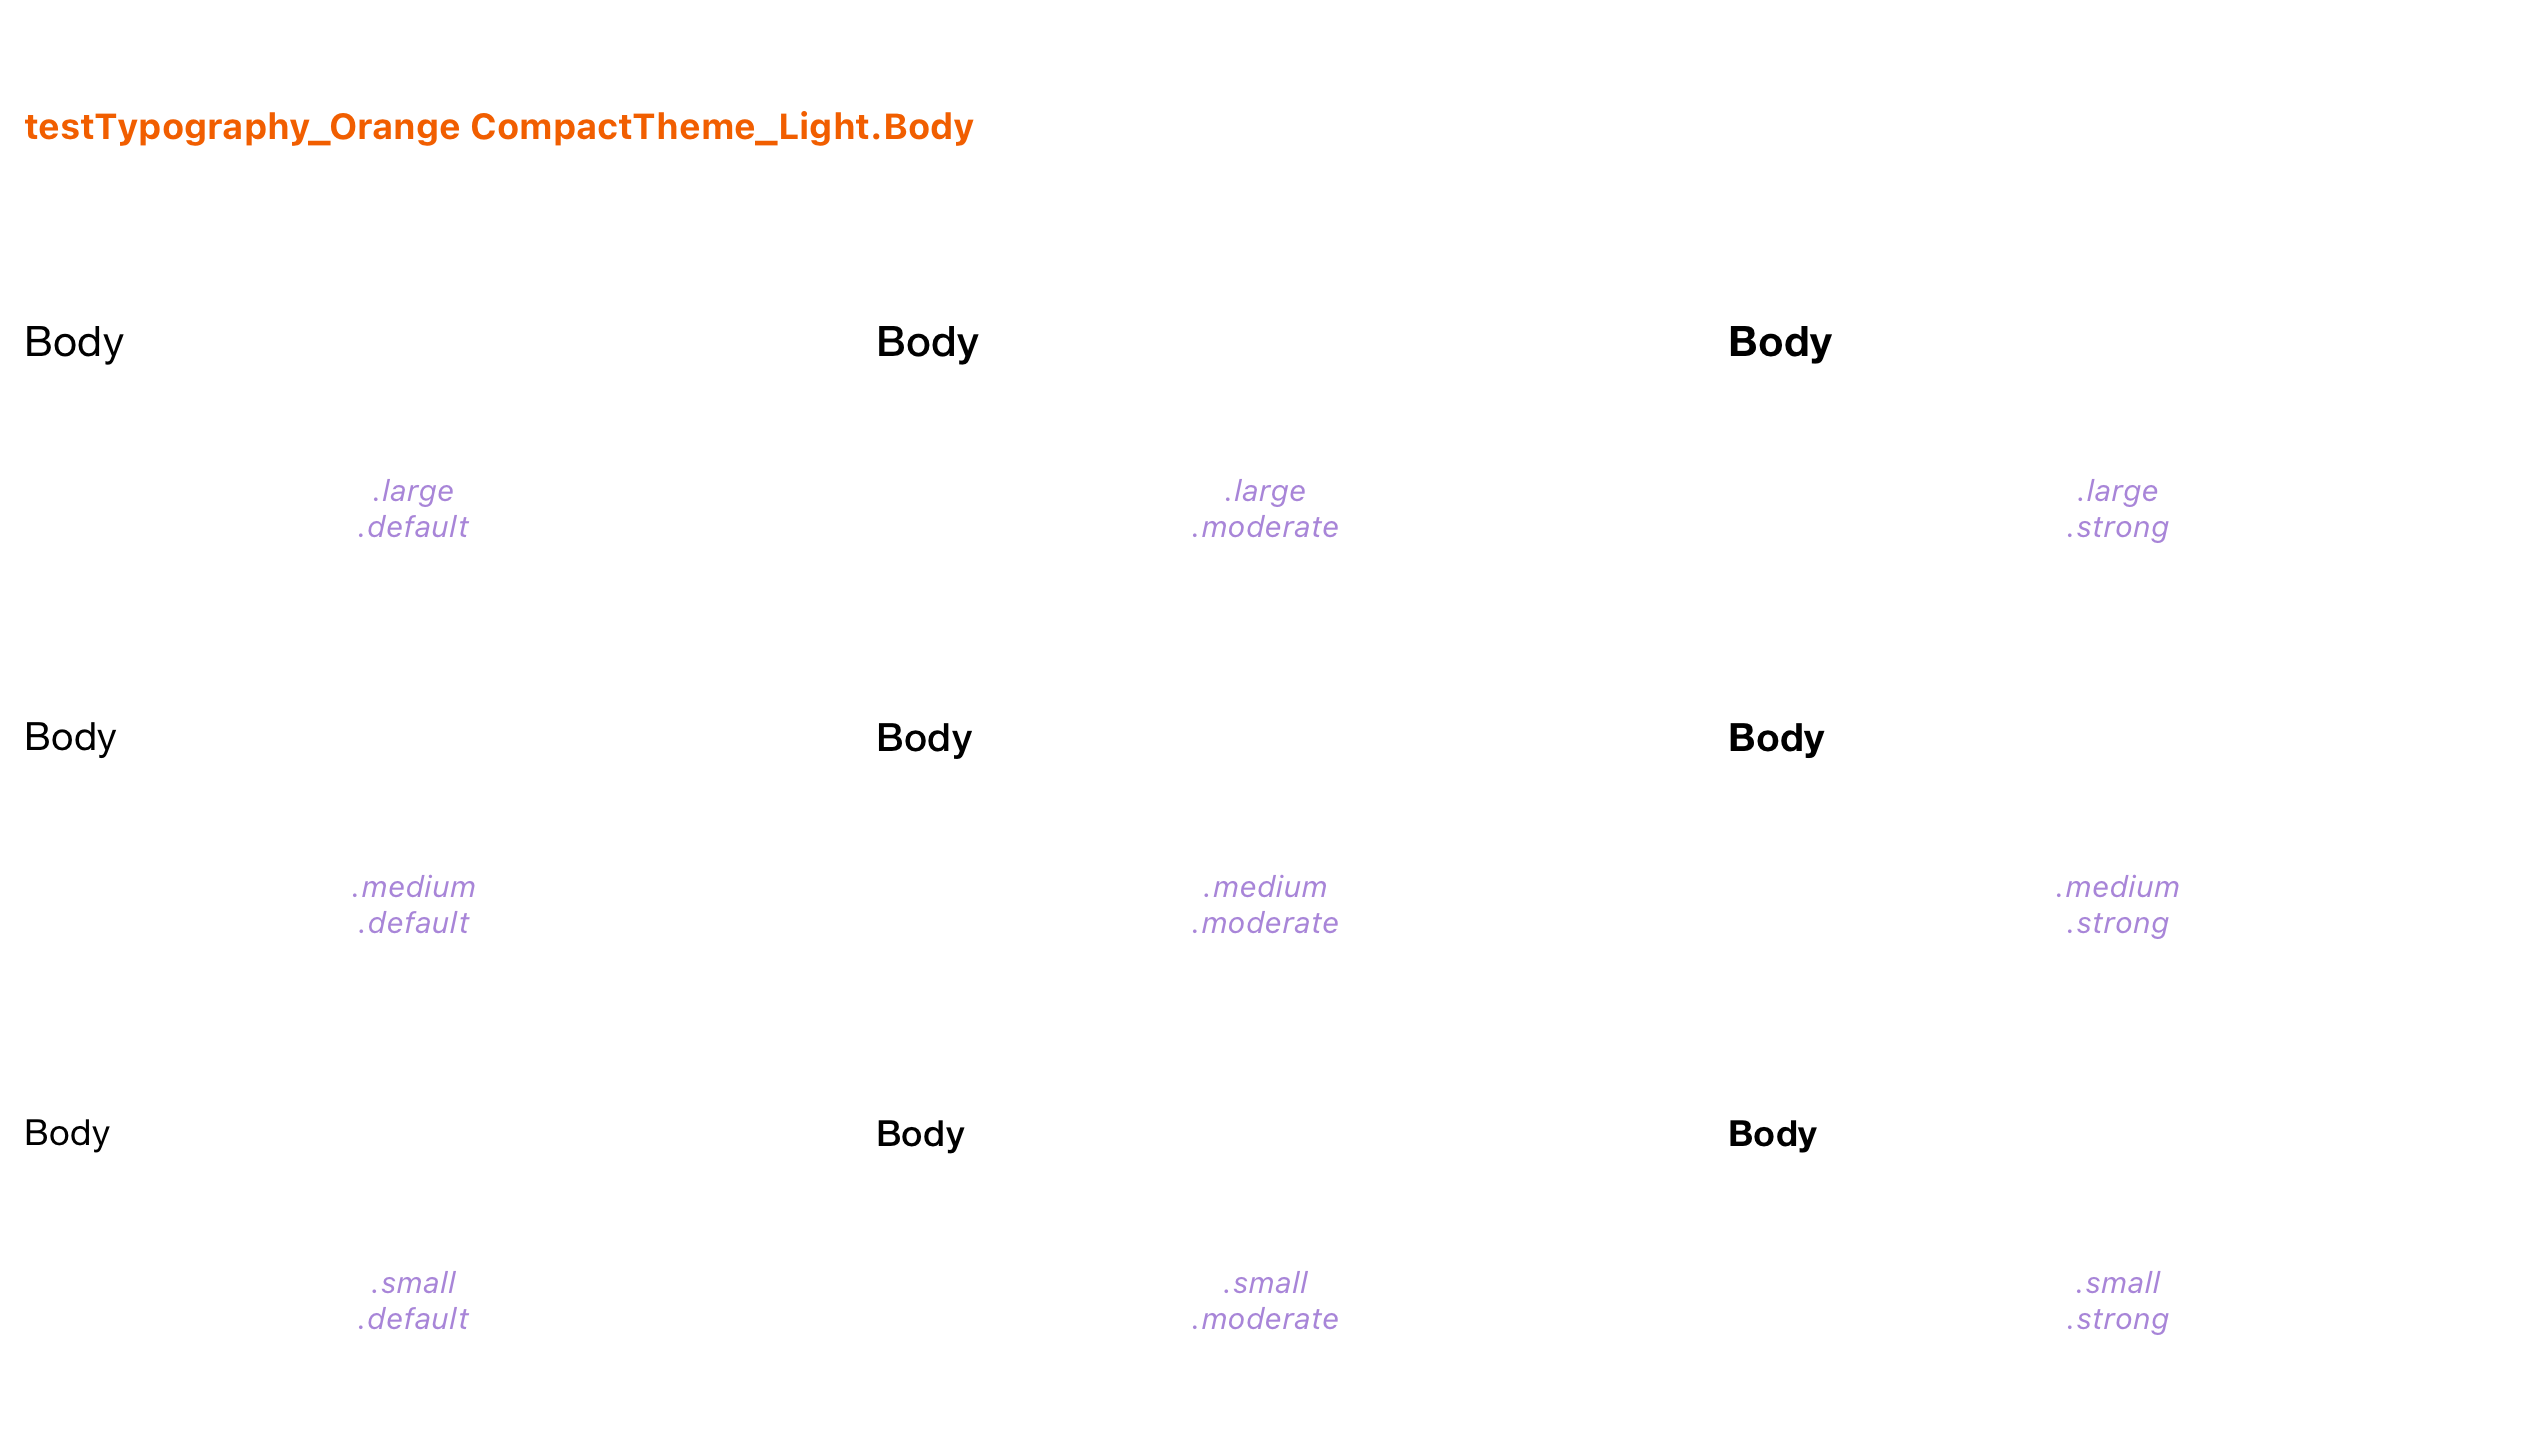 testTypography_Orange CompactTheme_Light.Body
Body
Body
Body
.large
.default
.large
.moderate
.large
.strong
Body
Body
Body
.medium
.default
.medium
.moderate
.medium
.strong
Body
Body
Body
.small
.default
.small
.moderate
.small
.strong